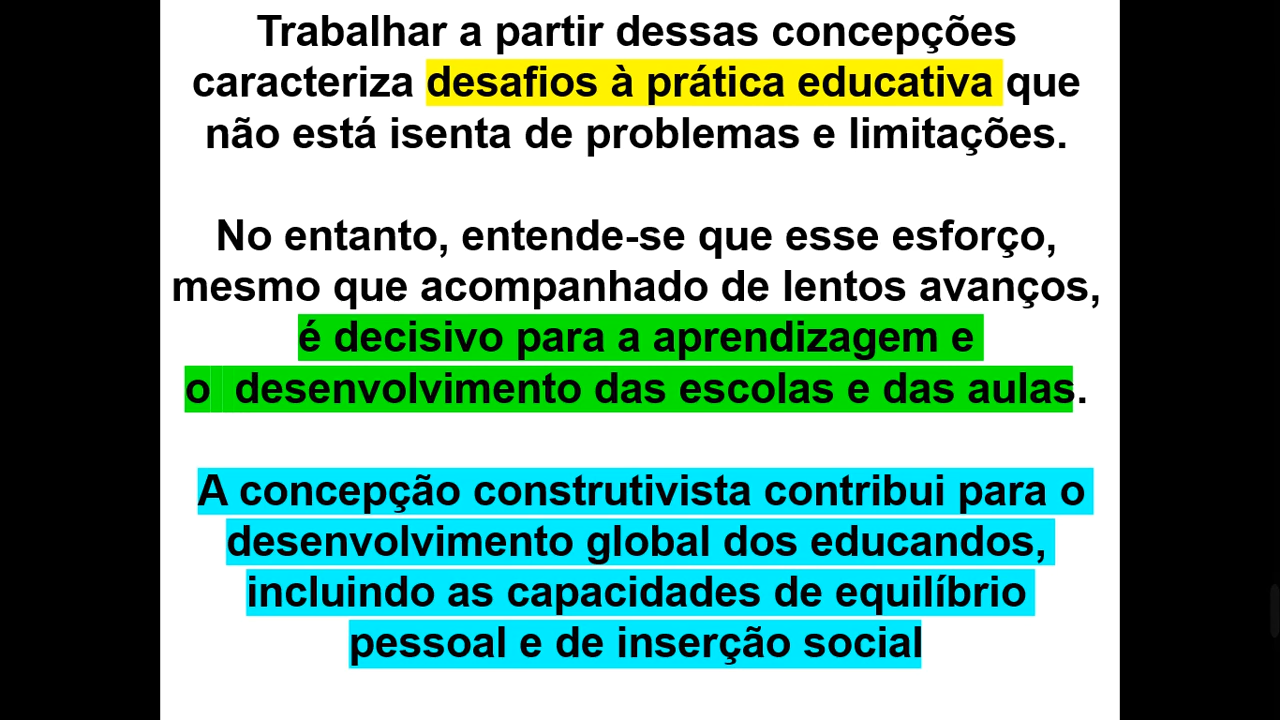 Trabalhar a partir dessas concepções
caracteriza desafios à prática educativa que
não está isenta de problemas e limitações.
No entanto, entende-se que esse esforço,
mesmo que acompanhado de lentos avanços,
é decisivo para a aprendizagem e
o desenvolvimento das escolas e das aulas.
A concepção construtivista contribui para o
desenvolvimento global dos educandos,
incluindo as capacidades de equilíbrio
pessoal e de inserção social